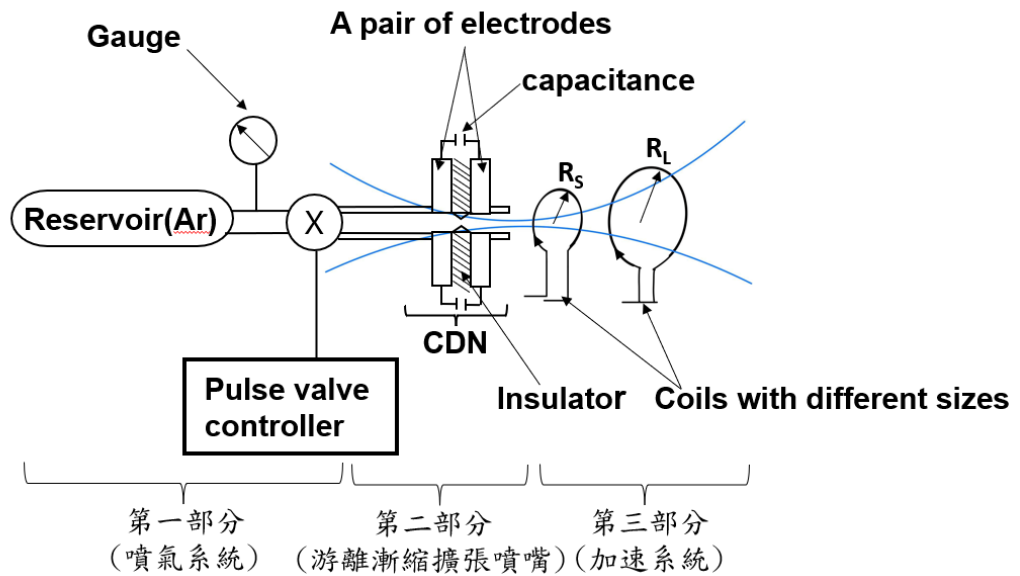 A pair of electrodes
Gauge
capacitance
R_S
R_L
Reservoir(Ar)
X
CDN
Pulse valve
controller
Insulator
Coils with different sizes
第一部分
(噴氣系統)
第二部分
(游離漸縮擴張噴嘴)
第三部分
(加速系統)